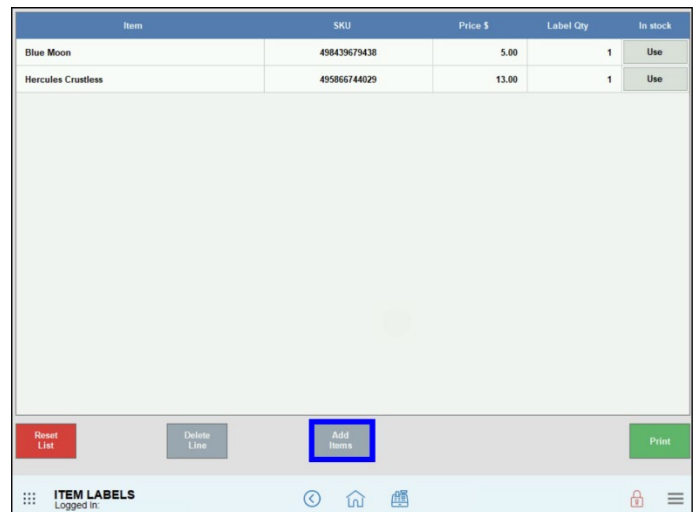 Item SKU Price $ Label Qty In stock
Blue Moon 498439679438 5.00 1 Use
Hercules Crustless 495866744029 13.00 1 Use
Reset
List
Delete
Line
Add
Items
Print
ITEM LABELS
Logged In: